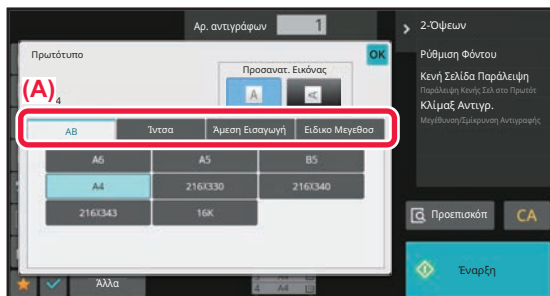 Αρ. αντιγράφων 1
Πρωτότυπο
OK
Προσανατ. Εικόνας
A
(A)
4
AB Ίντσα Άμεση Εισαγωγή Ειδικο Μεγεθοσ
A6 A5 B5
A4 216X330 216X340
216X343 16K
Άλλα
4 A4
2-Όψεων
Ρύθμιση Φόντου
Κενή Σελίδα Παράλειψη
Παράλειψη Κενής Σελ στο Πρωτότ
Κλίμαξ Αντιγρ.
Μεγέθυνση/Σμίκρυνση Αντιγραφής
Προεπισκόπ CA
Έναρξη